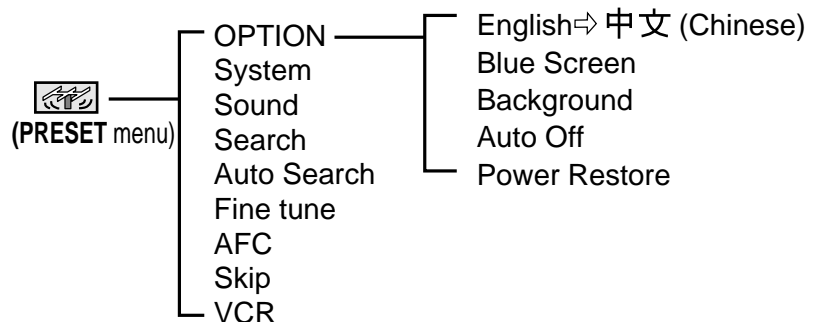 (PRESET menu)
OPTION
System
Sound
Search
Auto Search
Fine tune
AFC
Skip
VCR
English⇨ 中文 (Chinese)
Blue Screen
Background
Auto Off
Power Restore